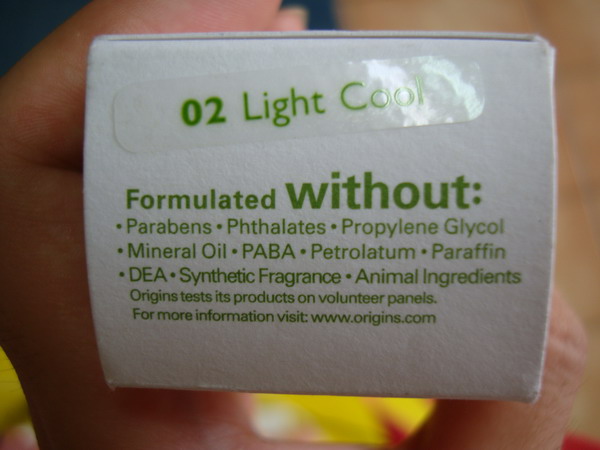 02 Light Cool
Formulated without:
• Parabens • Phthalates • Propylene Glycol
• Mineral Oil • PABA • Petrolatum • Paraffin
• DEA • Synthetic Fragrance • Animal Ingredients
Origins tests its products on volunteer panels.
For more information visit: www.origins.com